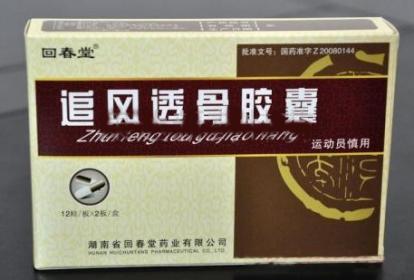 回春堂®
批准文号：国药准字Z20080144
追风透骨胶囊
Zhuifeng tougujiaonang
运动员慎用
12粒/板×2板/盒
湖南省回春堂药业有限公司
HUNAN HUICHUNTANG PHARMACEUTICAL CO., LTD